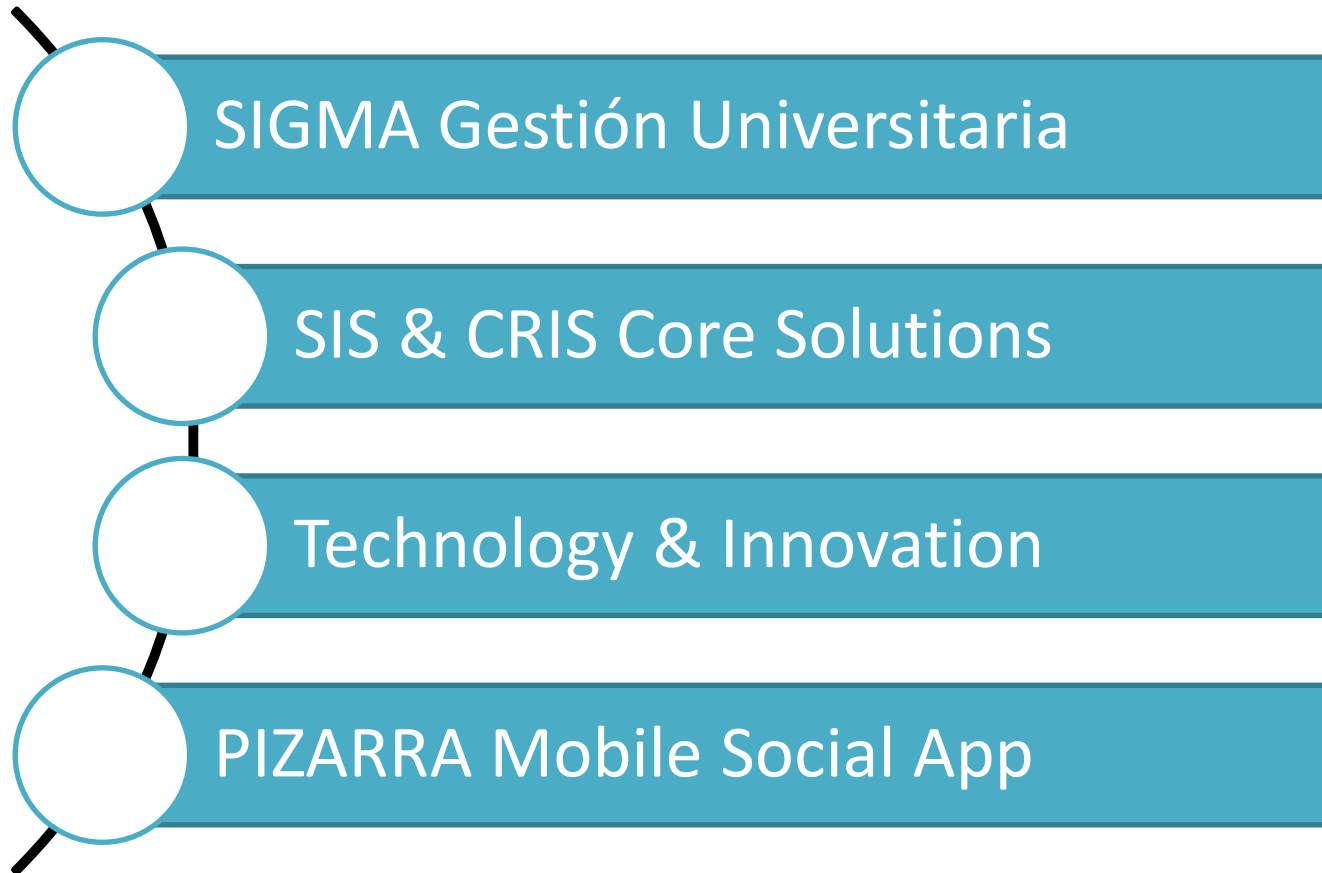 SIGMA Gestión Universitaria
SIS & CRIS Core Solutions
Technology & Innovation
PIZARRA Mobile Social App